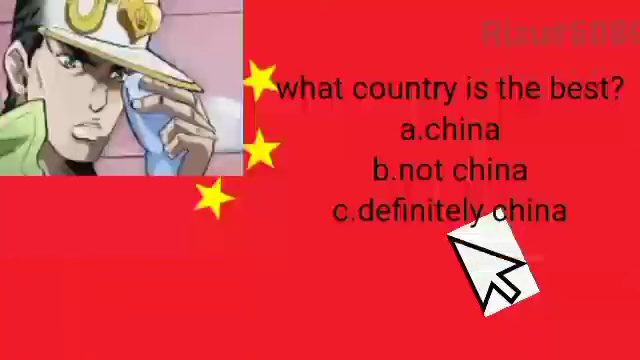 what country is the best?
a.china
b.not china
c.definitely china